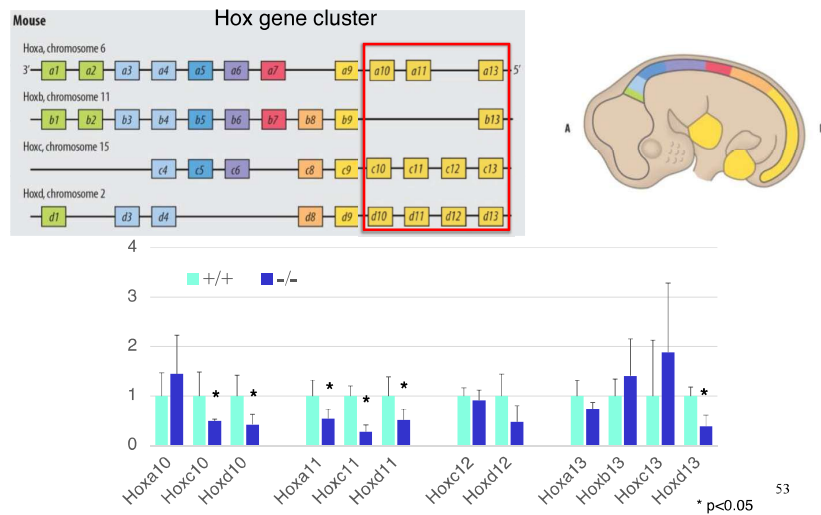 Mouse
Hox gene cluster
Hoxa, chromosome 6
3′ a1 a2 a3 a4 a5 a6 a7 a9 a10 a11 a13 5′
Hoxb, chromosome 11
b1 b2 b3 b4 b5 b6 b7 b8 b9 b13
Hoxc, chromosome 15
c4 c5 c6 c8 c9 c10 c11 c12 c13
Hoxd, chromosome 2
d1 d3 d4 d8 d9 d10 d11 d12 d13
A
4
3
2
1
0
+/+ -/-
* * * * * *
Hoxa10 Hoxc10 Hoxd10 Hoxa11 Hoxc11 Hoxd11 Hoxc12 Hoxd12 Hoxa13 Hoxb13 Hoxc13 Hoxd13
53
* p<0.05